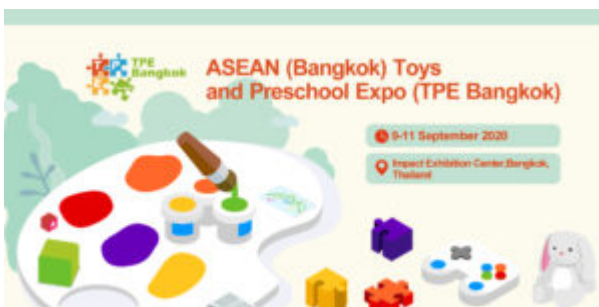 TPE
Bangkok
ASEAN (Bangkok) Toys
and Preschool Expo (TPE Bangkok)
9-11 September 2020
Impact Exhibition Center,Bangkok,
Thailand